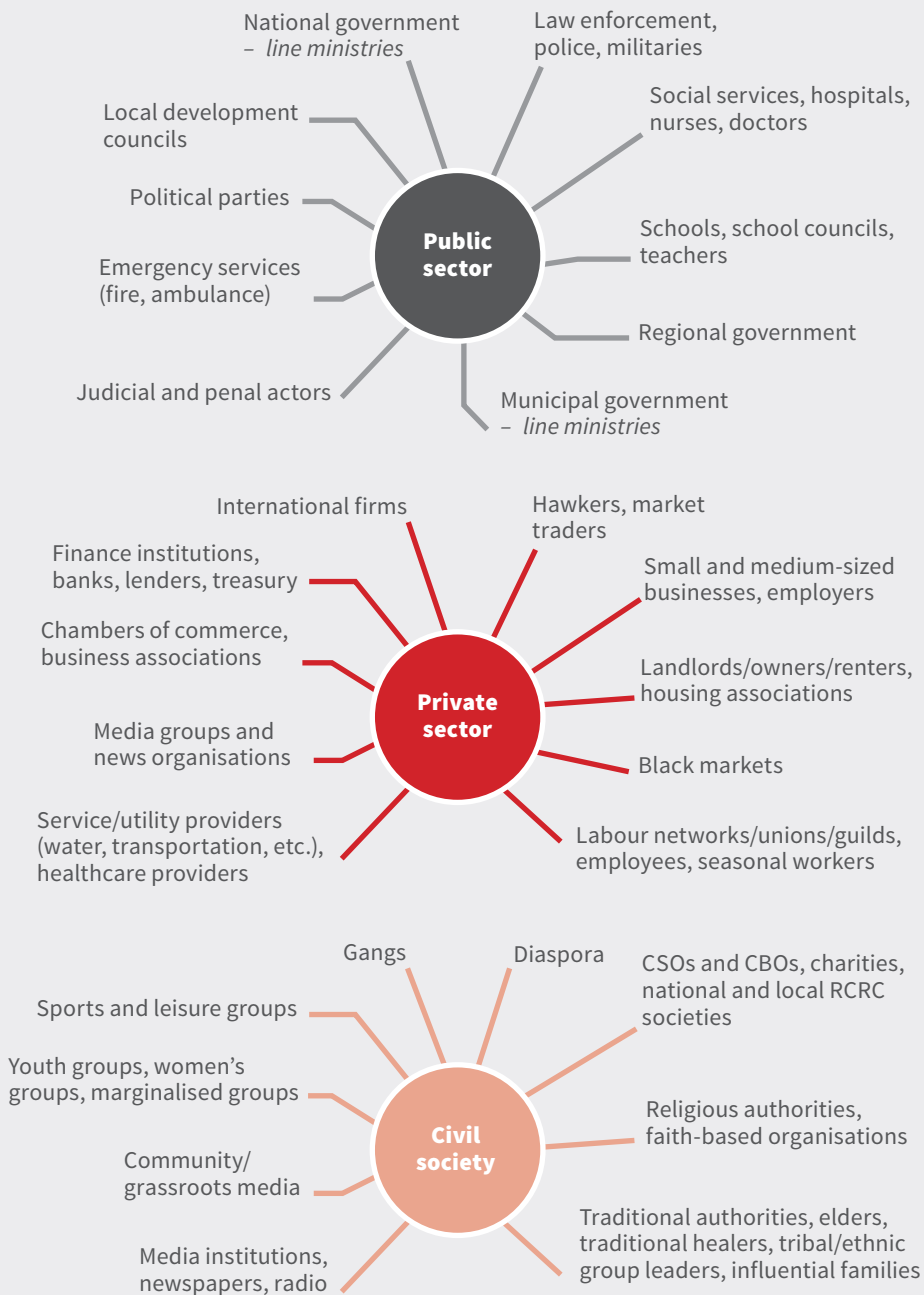 National government
– line ministries
Law enforcement,
police, militaries
Local development
councils
Social services, hospitals,
nurses, doctors
Political parties
Public
sector
Schools, school councils,
teachers
Emergency services
(fire, ambulance)
Regional government
Judicial and penal actors
Municipal government
– line ministries
International firms
Hawkers, market
traders
Finance institutions,
banks, lenders, treasury
Small and medium-sized
businesses, employers
Chambers of commerce,
business associations
Private
sector
Landlords/owners/renters,
housing associations
Media groups and
news organisations
Black markets
Service/utility providers
(water, transportation, etc.),
healthcare providers
Labour networks/unions/guilds,
employees, seasonal workers
Gangs
Diaspora
CSOs and CBOs, charities,
national and local RCRC
societies
Sports and leisure groups
Youth groups, women’s
groups, marginalised groups
Civil
society
Religious authorities,
faith-based organisations
Community/
grassroots media
Traditional authorities, elders,
traditional healers, tribal/ethnic
group leaders, influential families
Media institutions,
newspapers, radio